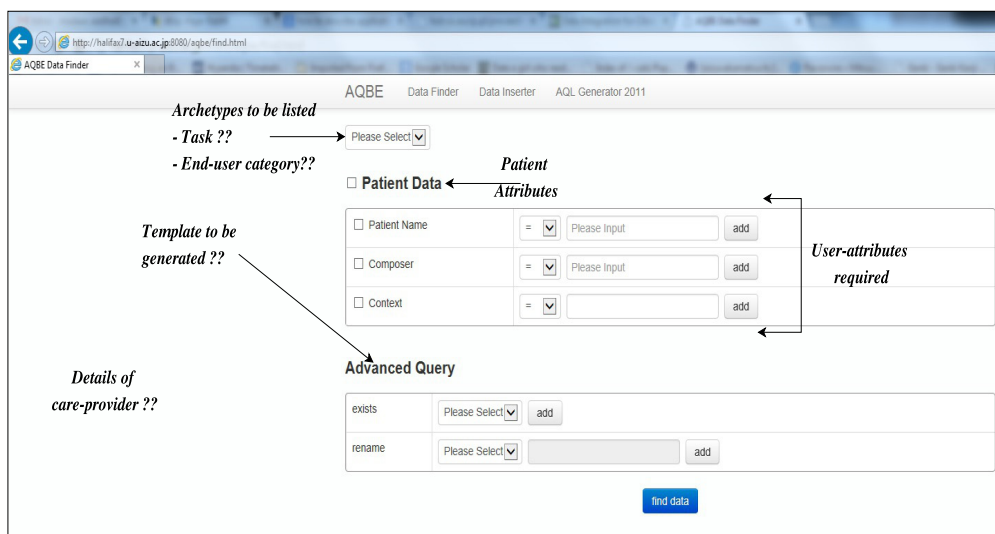 http://halifax7.u-aizu.ac.jp:8080/aqbe/find.html
AQBE Data Finder x
AQBE Data Finder Data Inserter AQL Generator 2011
Archetypes to be listed
- Task ??
- End-user category??
Please Select
Patient
Attributes
Patient Data
Template to be
generated ??
Patient Name = Please Input add
Composer = Please Input add
Context = add
User-attributes
required
Advanced Query
Details of
care-provider ??
exists Please Select add
rename Please Select add
find data